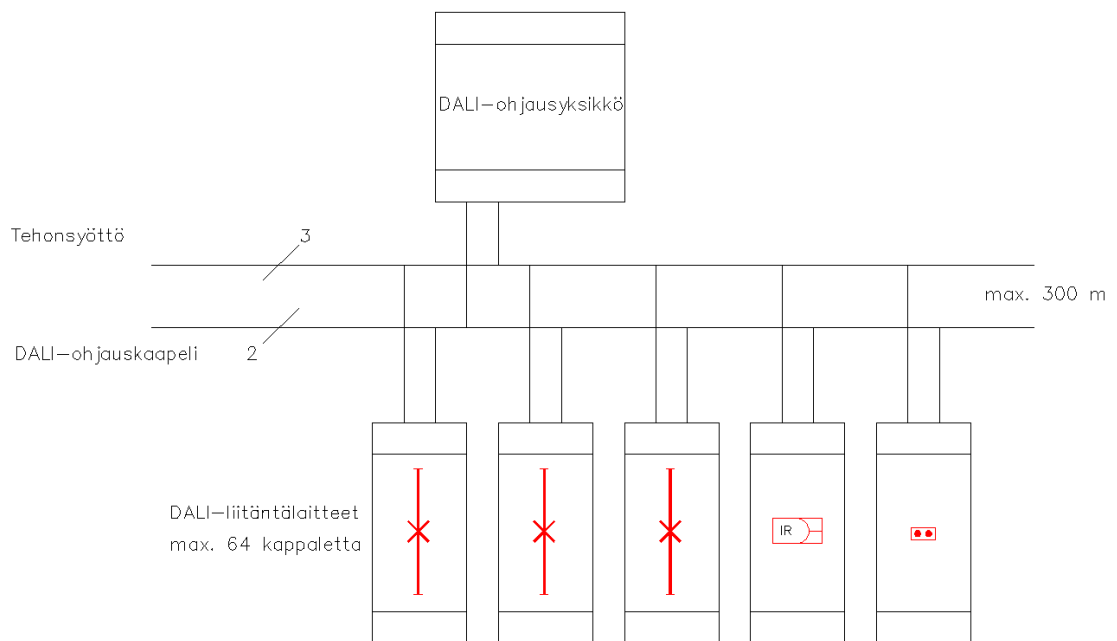 DALI-ohjausyksikkö
Tehonsyöttö
3
max. 300 m
DALI-ohjauskaapeli
2
DALI-liitäntälaitteet
max. 64 kappaletta
IR